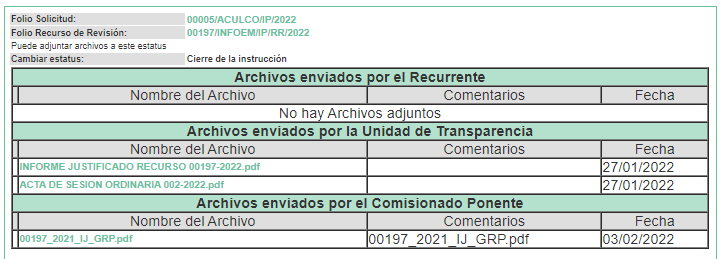 Folio Solicitud: 00005/ACULCO/IP/2022
Folio Recurso de Revisión: 00197/INFOEM/IP/RR/2022
Puede adjuntar archivos a este estatus
Cambiar estatus: Cierre de la instrucción
Archivos enviados por el Recurrente
Nombre del Archivo Comentarios Fecha
No hay Archivos adjuntos
Archivos enviados por la Unidad de Transparencia
Nombre del Archivo Comentarios Fecha
INFORME JUSTIFICADO RECURSO 00197-2022.pdf 27/01/2022
ACTA DE SESION ORDINARIA 002-2022.pdf 27/01/2022
Archivos enviados por el Comisionado Ponente
Nombre del Archivo Comentarios Fecha
00197_2021_IJ_GRP.pdf 00197_2021_IJ_GRP.pdf 03/02/2022